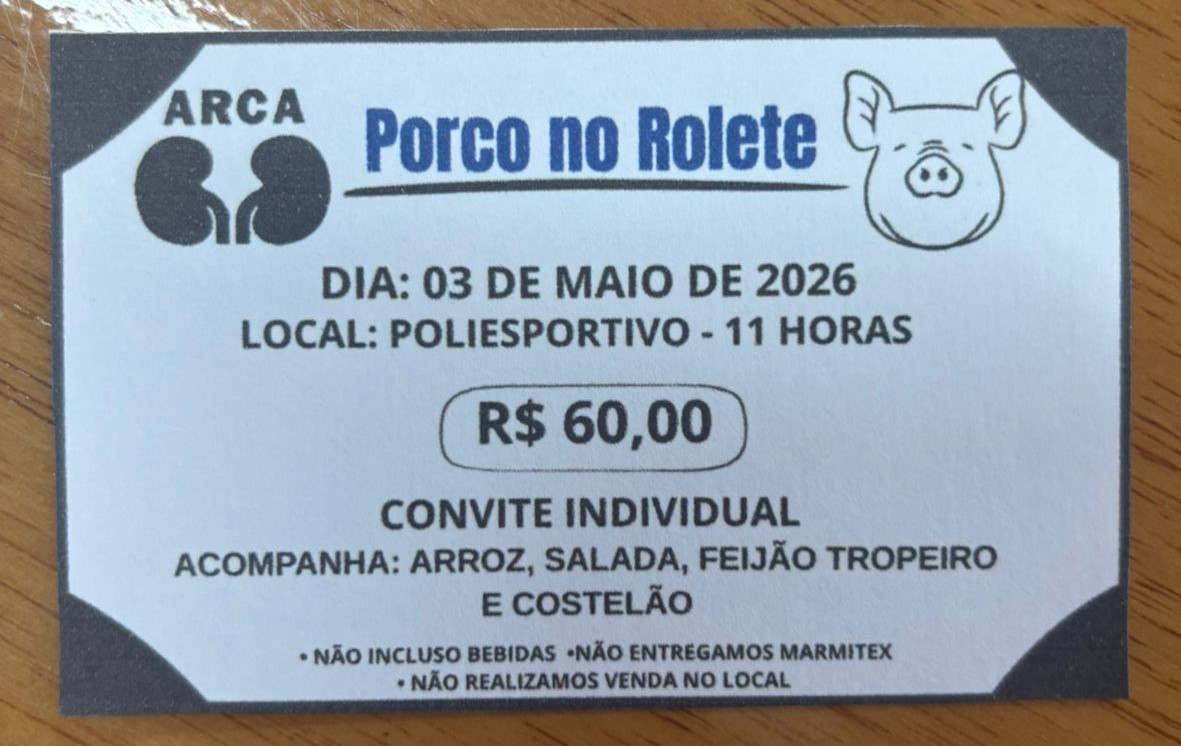 ARCA
Porco no Rolete
DIA: 03 DE MAIO DE 2026
LOCAL: POLIESPORTIVO - 11 HORAS
R$ 60,00
CONVITE INDIVIDUAL
ACOMPANHA: ARROZ, SALADA, FEIJÃO TROPEIRO
E COSTELÃO
• NÃO INCLUSO BEBIDAS •NÃO ENTREGAMOS MARMITEX
• NÃO REALIZAMOS VENDA NO LOCAL